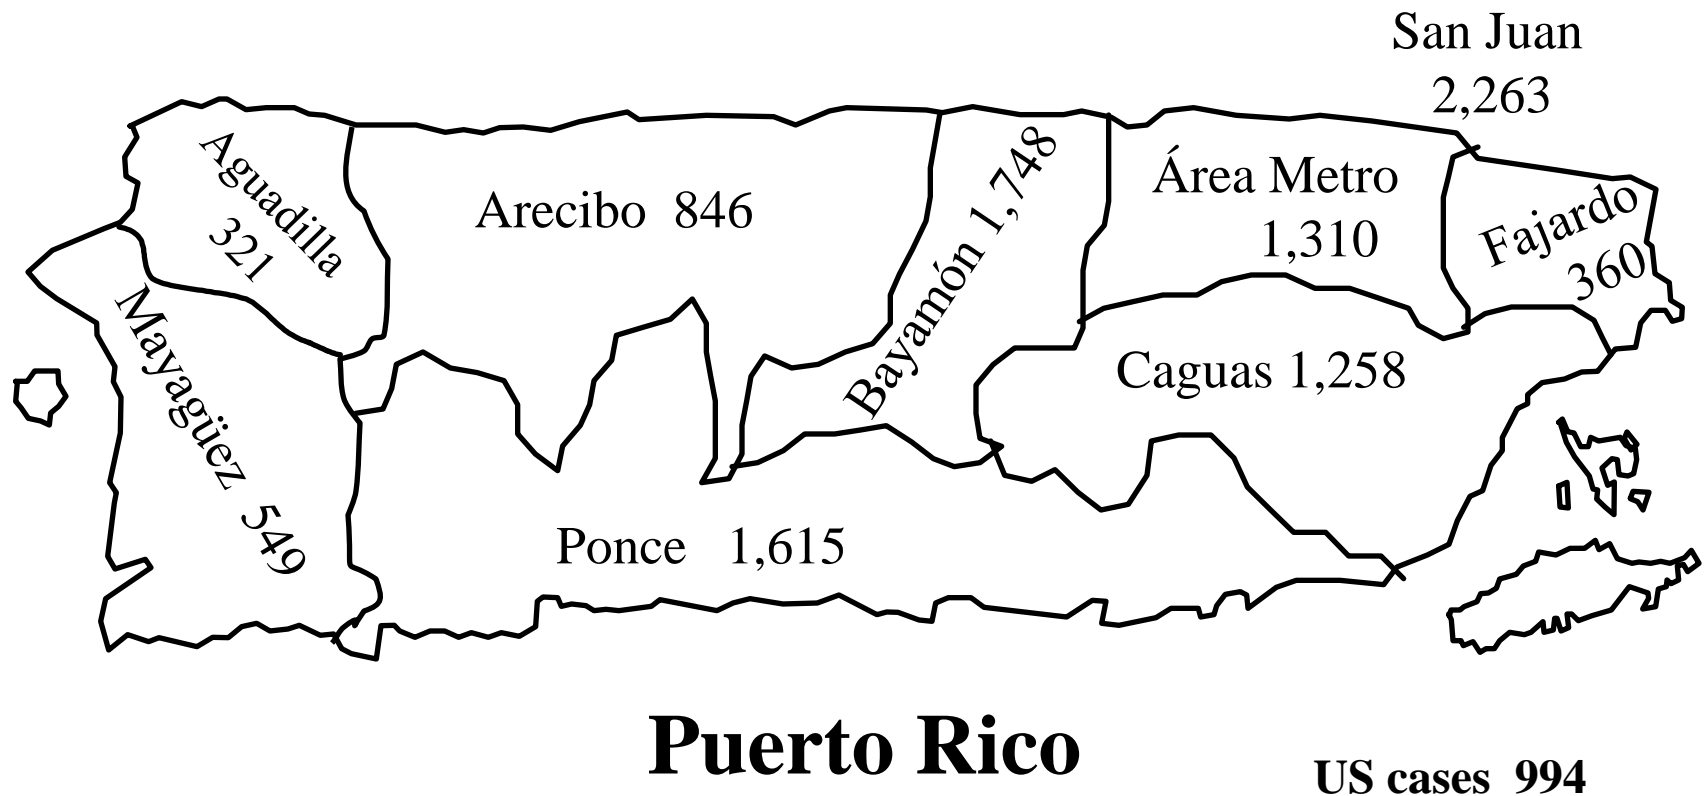 San Juan
2,263
Aguadilla
321
Arecibo 846
Bayamón 1,748
Área Metro
1,310
Fajardo
360
Mayagüez 549
Caguas 1,258
Ponce 1,615
Puerto Rico
US cases 994